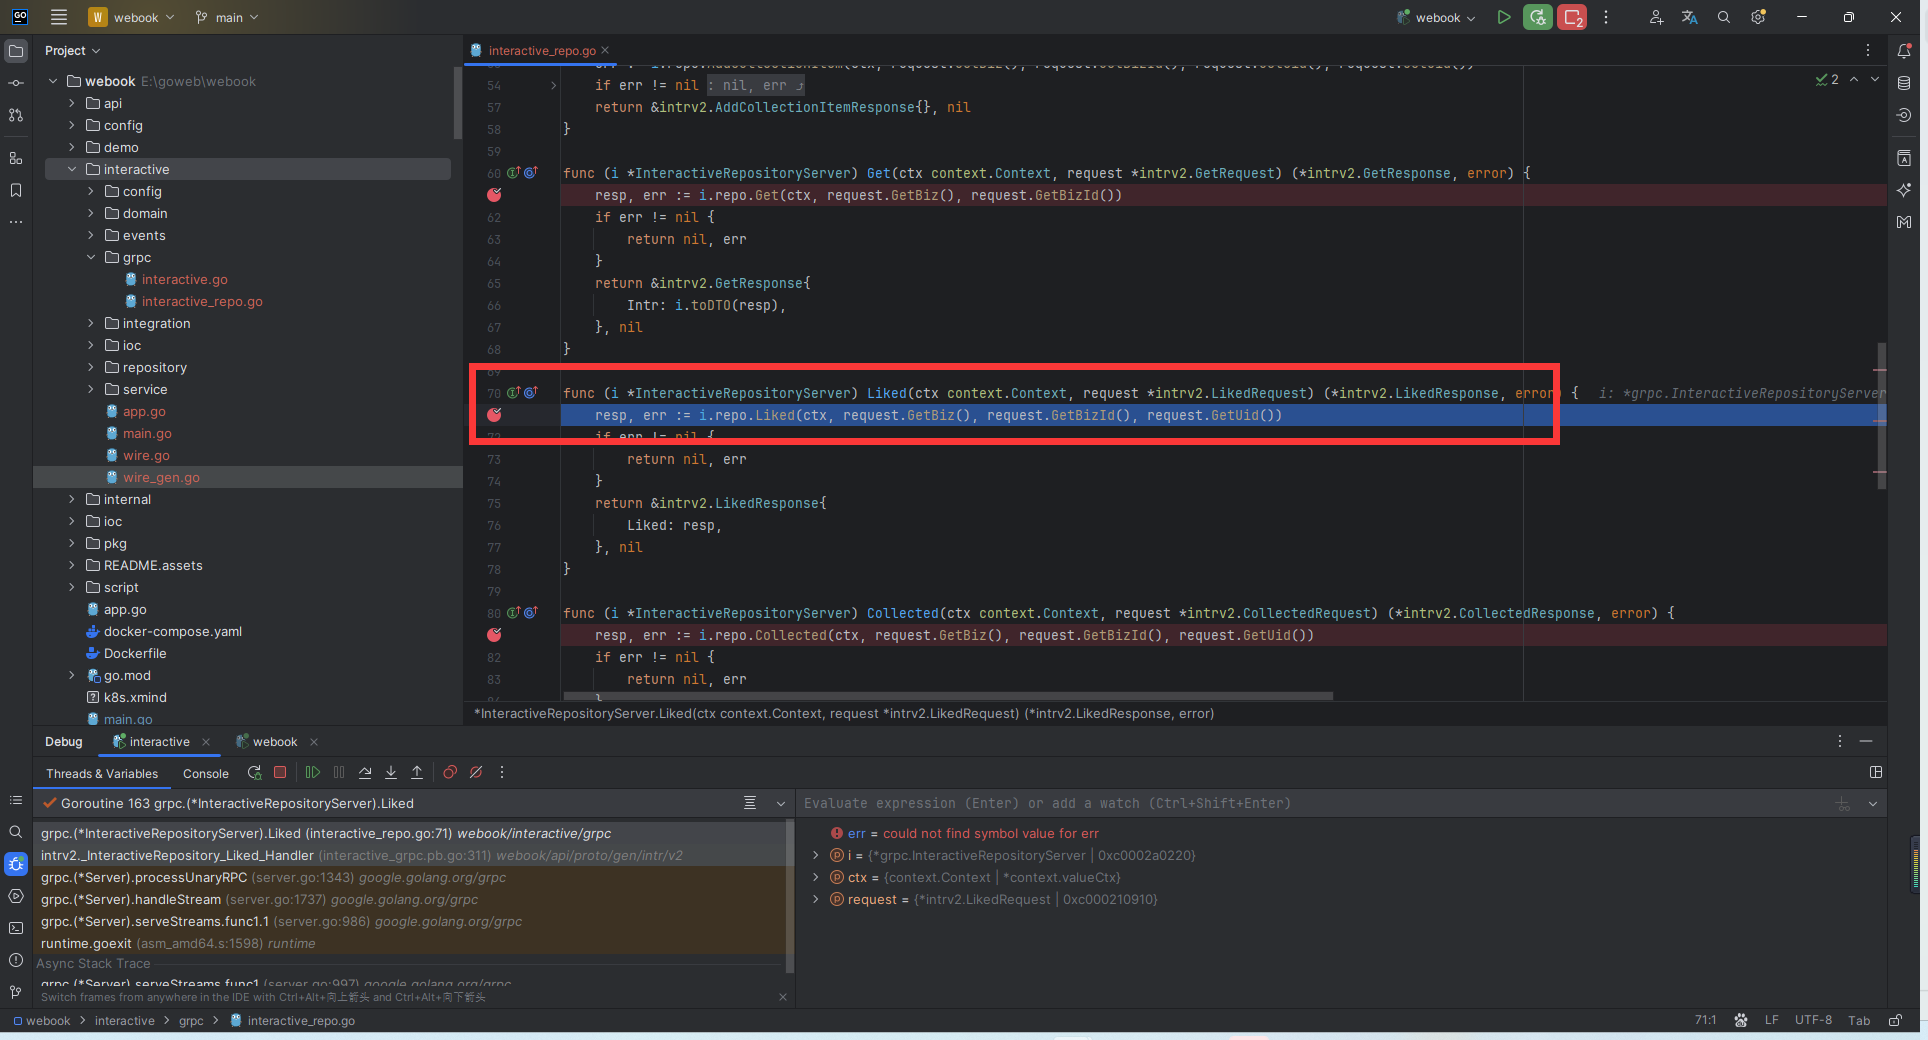 GO
W webook main webook 2
Project
webook E:\goweb\webook
api
config
demo
interactive
config
domain
events
grpc
interactive.go
interactive_repo.go
integration
ioc
repository
service
app.go
main.go
wire.go
wire_gen.go
internal
ioc
pkg
README.assets
script
app.go
docker-compose.yaml
Dockerfile
go.mod
k8s.xmind
main.go
interactive_repo.go
2
54 if err != nil : nil, err
57 return &intrv2.AddCollectionItemResponse{}, nil
58 }
59
60 func (i *InteractiveRepositoryServer) Get(ctx context.Context, request *intrv2.GetRequest) (*intrv2.GetResponse, error) {
resp, err := i.repo.Get(ctx, request.GetBiz(), request.GetBizId())
62 if err != nil {
63 return nil, err
64 }
65 return &intrv2.GetResponse{
66 Intr: i.toDTO(resp),
67 }, nil
68 }
69
70 func (i *InteractiveRepositoryServer) Liked(ctx context.Context, request *intrv2.LikedRequest) (*intrv2.LikedResponse, error) { i: *grpc.InteractiveRepositoryServer
resp, err := i.repo.Liked(ctx, request.GetBiz(), request.GetBizId(), request.GetUid())
72 if err != nil {
73 return nil, err
74 }
75 return &intrv2.LikedResponse{
76 Liked: resp,
77 }, nil
78 }
79
80 func (i *InteractiveRepositoryServer) Collected(ctx context.Context, request *intrv2.CollectedRequest) (*intrv2.CollectedResponse, error) {
resp, err := i.repo.Collected(ctx, request.GetBiz(), request.GetBizId(), request.GetUid())
82 if err != nil {
83 return nil, err
}
*InteractiveRepositoryServer.Liked(ctx context.Context, request *intrv2.LikedRequest) (*intrv2.LikedResponse, error)
Debug interactive webook
Threads & Variables Console
Goroutine 163 grpc.(*InteractiveRepositoryServer).Liked
grpc.(*InteractiveRepositoryServer).Liked (interactive_repo.go:71) webook/interactive/grpc
intrv2._InteractiveRepository_Liked_Handler (interactive_grpc.pb.go:311) webook/api/proto/gen/intr/v2
grpc.(*Server).processUnaryRPC (server.go:1343) google.golang.org/grpc
grpc.(*Server).handleStream (server.go:1737) google.golang.org/grpc
grpc.(*Server).serveStreams.func1.1 (server.go:986) google.golang.org/grpc
runtime.goexit (asm_amd64.s:1598) runtime
Async Stack Trace
grpc.(*Server).serveStreams.func1 (server.go:997) google.golang.org/grpc
Switch frames from anywhere in the IDE with Ctrl+Alt+向上箭头 and Ctrl+Alt+向下箭头
Evaluate expression (Enter) or add a watch (Ctrl+Shift+Enter)
err = could not find symbol value for err
i = {*grpc.InteractiveRepositoryServer | 0xc0002a0220}
ctx = {context.Context | *context.valueCtx}
request = {*intrv2.LikedRequest | 0xc000210910}
webook > interactive > grpc > interactive_repo.go
71:1 LF UTF-8 Tab